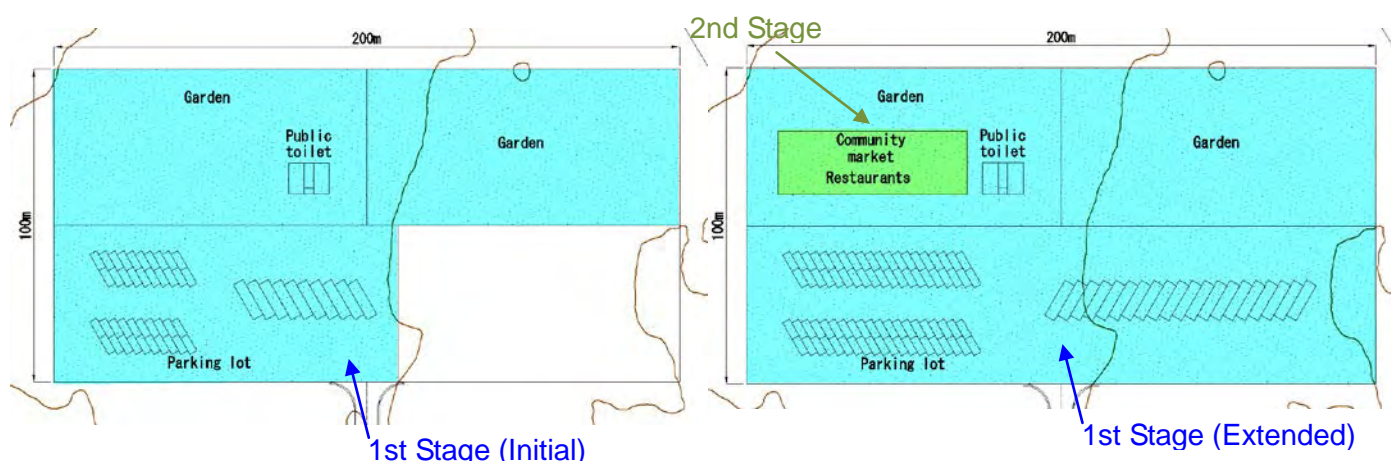 200m
100m
Garden
Public
toilet
Garden
Parking lot
1st Stage (Initial)
2nd Stage
200m
100m
Garden
Community
market
Restaurants
Public
toilet
Garden
Parking lot
1st Stage (Extended)